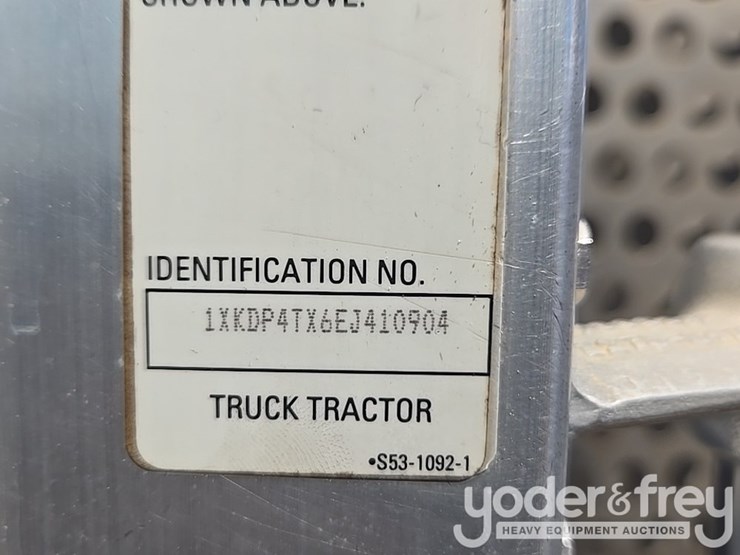 SHOWN ABOVE.
IDENTIFICATION NO.
1XKDP4TX6EJ410904
TRUCK TRACTOR
•S53-1092-1
yoder&frey
HEAVY EQUIPMENT AUCTIONS